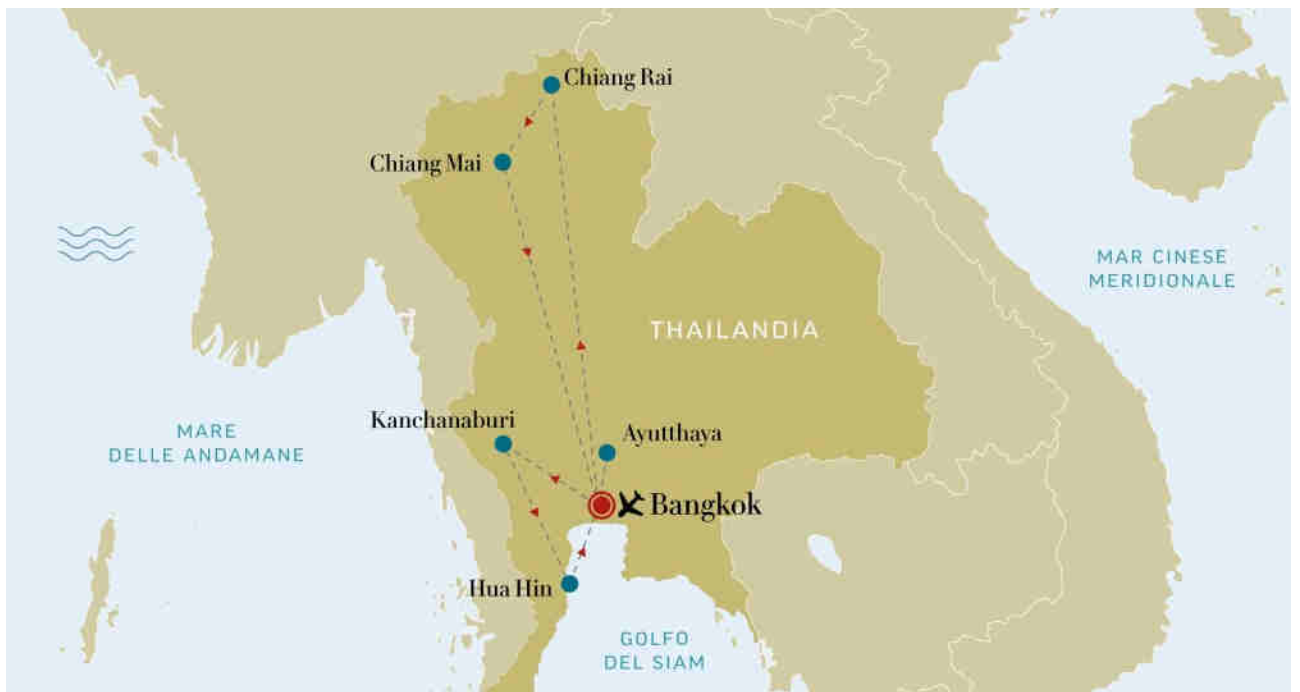 Chiang Rai
Chiang Mai
MAR CINESE
MERIDIONALE
THAILANDIA
Kanchanaburi
Ayutthaya
MARE
DELLE ANDAMANE
Bangkok
Hua Hin
GOLFO
DEL SIAM